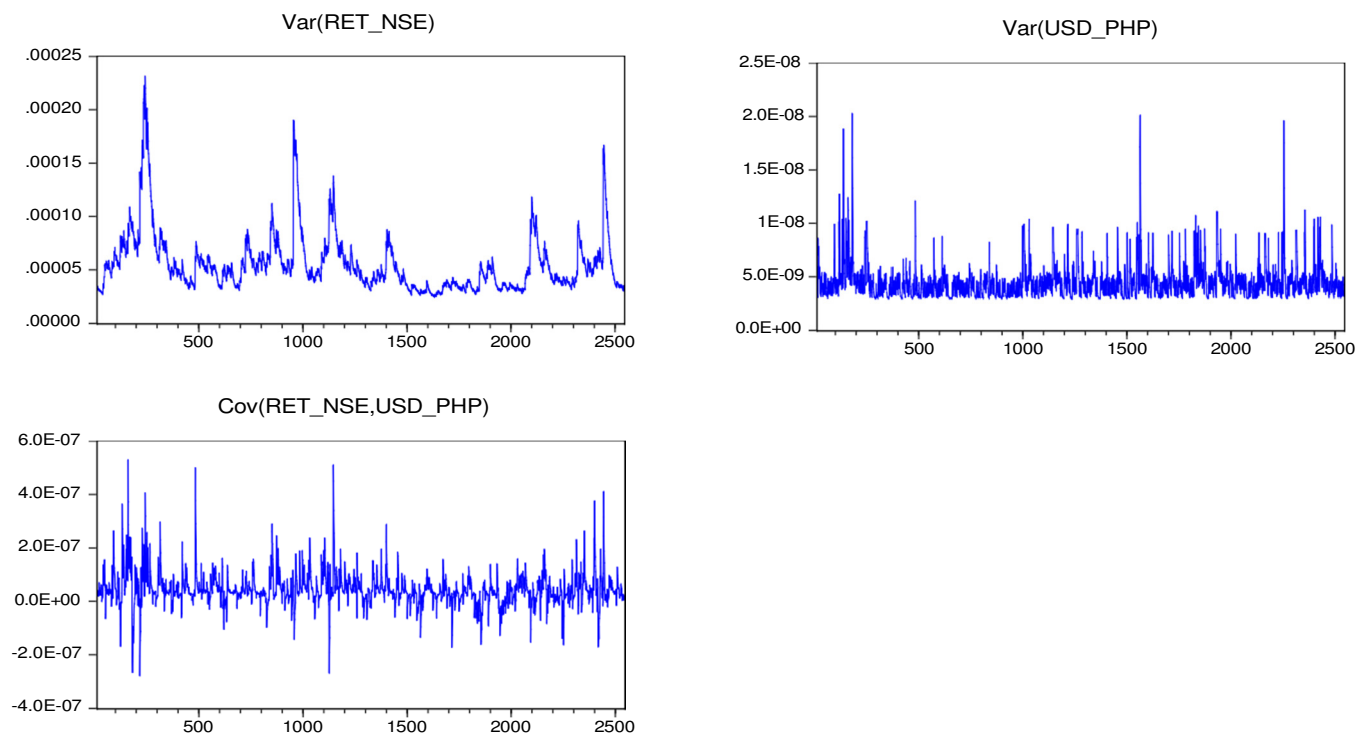 Var(RET_NSE)
.00025
.00020
.00015
.00010
.00005
.00000
500 1000 1500 2000 2500
Var(USD_PHP)
2.5E-08
2.0E-08
1.5E-08
1.0E-08
5.0E-09
0.0E+00
500 1000 1500 2000 2500
Cov(RET_NSE,USD_PHP)
6.0E-07
4.0E-07
2.0E-07
0.0E+00
-2.0E-07
-4.0E-07
500 1000 1500 2000 2500